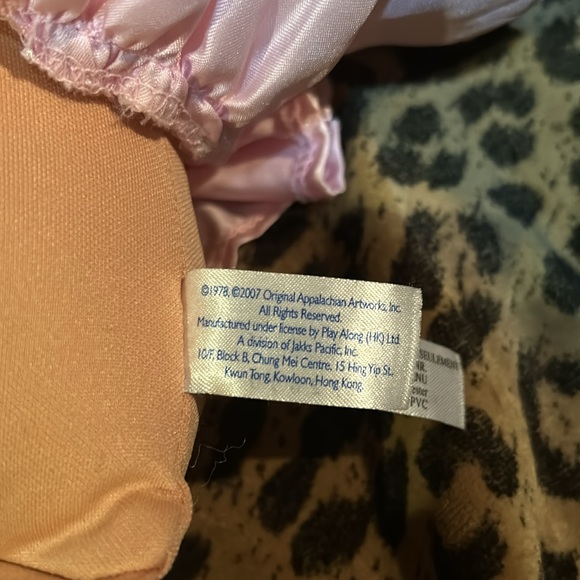 ©1978, ©2007 Original Appalachian Artworks, Inc.
All Rights Reserved.
Manufactured under license by Play Along (HK) Ltd.
A division of Jakks Pacific, Inc.
10/F, Block B, Chung Mei Centre, 15 Hing Yip St.,
Kwun Tong, Kowloon, Hong Kong.
SEULEMENT
PVC